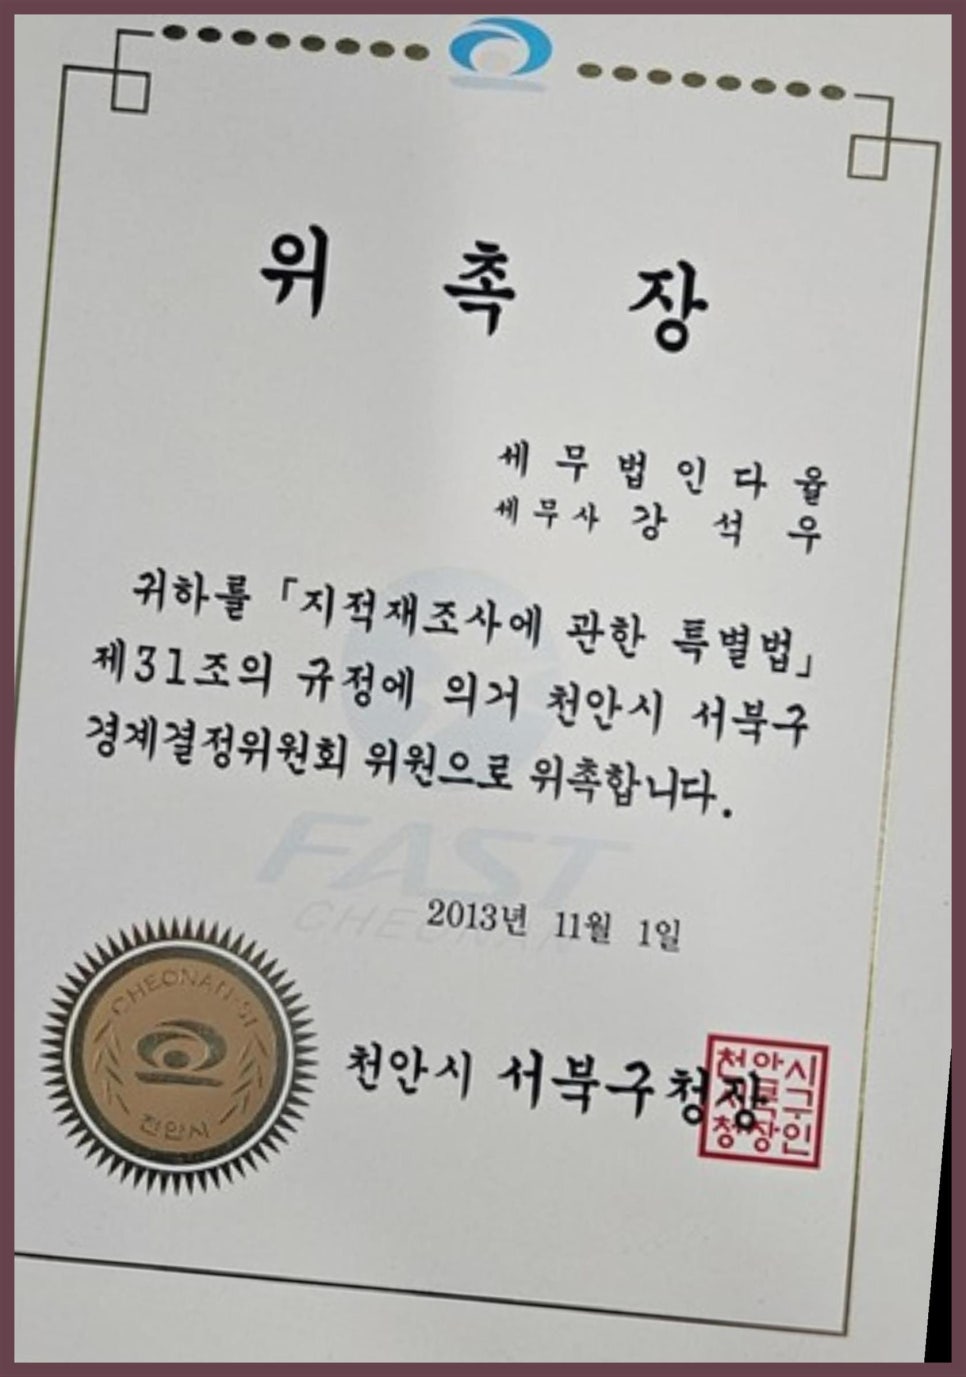 위 촉 장
세 무 법 인 다 율
세무사 강 석 우
귀하를 「지적재조사에 관한 특별법」
제31조의 규정에 의거 천안시 서북구
경계결정위원회 위원으로 위촉합니다.
FAST
CHEONAN
2013년 11월 1일
CHEONAN-SI
천안시
천안시 서북구청장
천안시
서북구
청장인